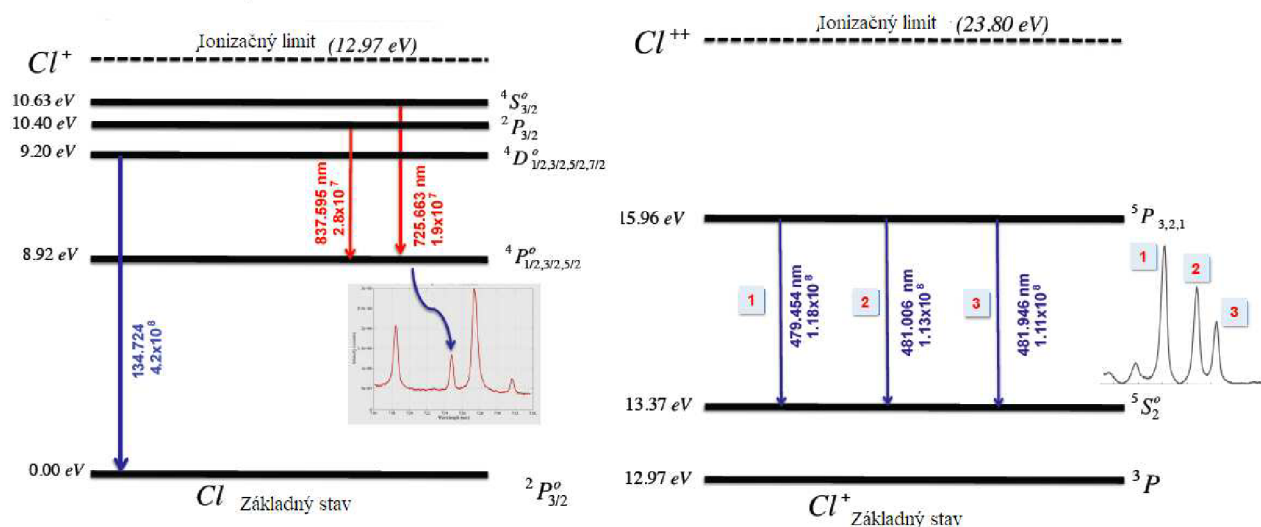 Ionizačný limit (12.97 eV)
Cl⁺
10.63 eV
⁴S°₃/₂
10.40 eV
²P₃/₂
9.20 eV
⁴D°₁/₂,₃/₂,₅/₂,₇/₂
837.595 nm
2.8x10⁷
725.663 nm
1.9x10⁷
8.92 eV
⁴P°₁/₂,₃/₂,₅/₂
134.724
4.2x10⁸
0.00 eV
Cl Základný stav
²P°₃/₂
Ionizačný limit (23.80 eV)
Cl⁺⁺
15.96 eV
⁵P₃,₂,₁
1
479.454 nm
1.18x10⁸
2
481.006 nm
1.13x10⁸
3
481.946 nm
1.11x10⁸
1
2
3
13.37 eV
⁵S°₂
12.97 eV
³P
Cl⁺ Základný stav